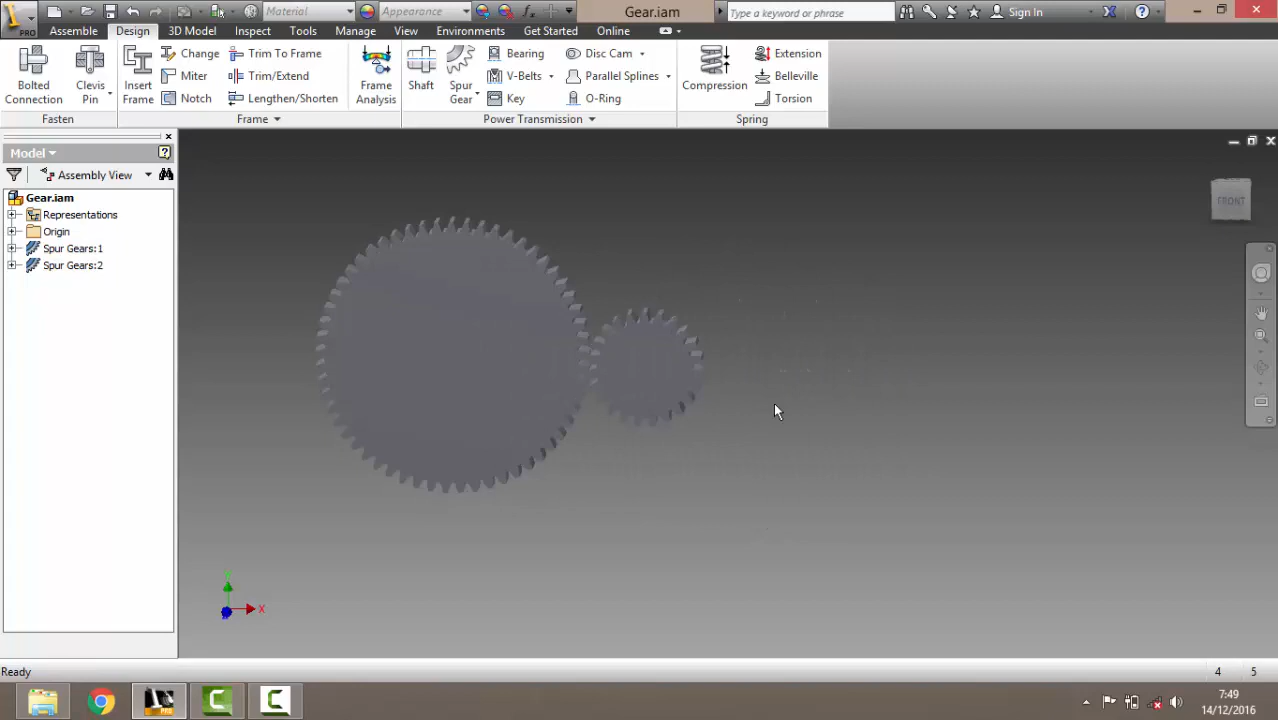 PRO
Material
Appearance
Gear.iam
Type a keyword or phrase
Sign In
Assemble
Design
3D Model
Inspect
Tools
Manage
View
Environments
Get Started
Online
Bolted Connection
Clevis Pin
Insert Frame
Change
Miter
Notch
Trim To Frame
Trim/Extend
Lengthen/Shorten
Frame Analysis
Shaft
Spur Gear
Bearing
V-Belts
Key
Disc Cam
Parallel Splines
O-Ring
Compression
Extension
Belleville
Torsion
Fasten
Frame
Power Transmission
Spring
Model
Assembly View
Gear.iam
Representations
Origin
Spur Gears:1
Spur Gears:2
FRONT
Y
X
Ready
4 5
7:49
14/12/2016